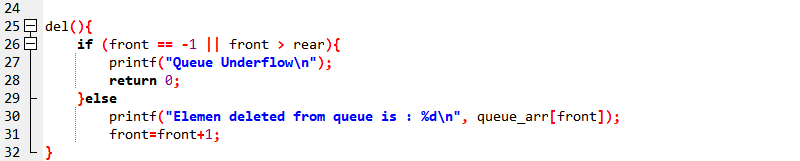 24
25 del(){
26 if (front == -1 || front > rear){
27 printf("Queue Underflow\n");
28 return 0;
29 }else
30 printf("Elemen deleted from queue is : %d\n", queue_arr[front]);
31 front=front+1;
32 }